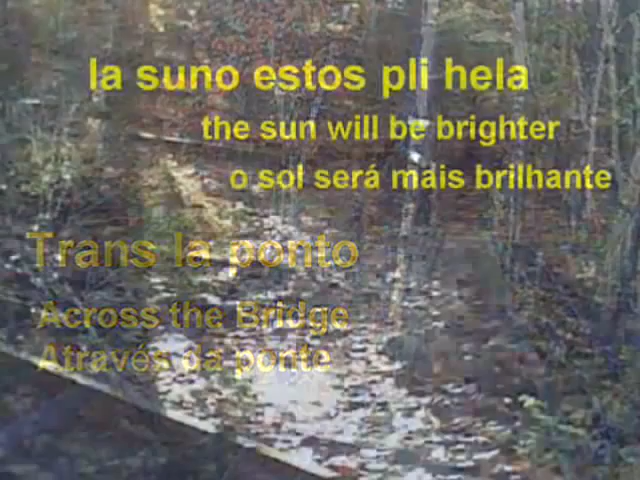 la suno estos pli hela
the sun will be brighter
o sol será mais brilhante
Trans la ponto
Across the Bridge
Através da ponte